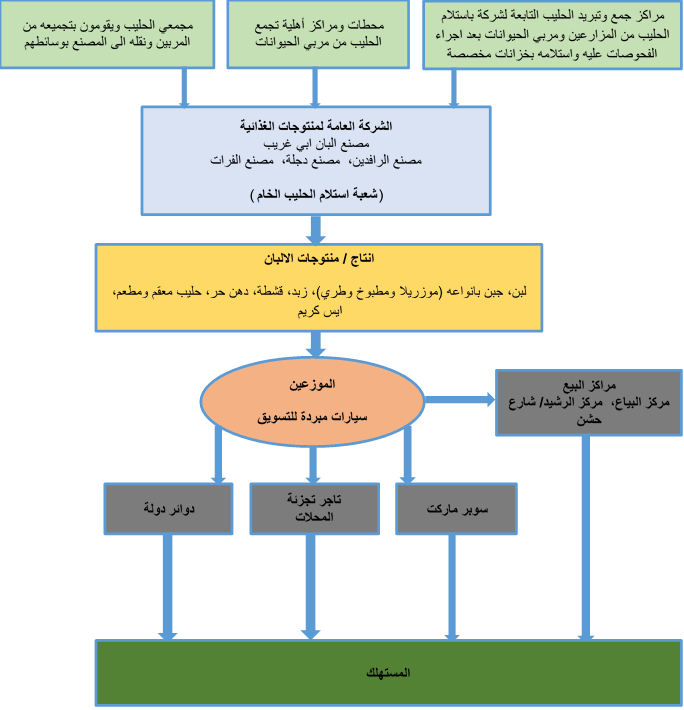 مراكز جمع وتبريد الحليب التابعة لشركة باستلام
الحليب من المزارعين ومربي الحيوانات بعد اجراء
الفحوصات عليه واستلامه بخزانات مخصصة
محطات ومراكز أهلية تجمع
الحليب من مربي الحيوانات
مجمعي الحليب ويقومون بتجميعه من
المربين ونقله الى المصنع بوسائطهم
الشركة العامة لمنتوجات الغذائية
مصنع البان ابي غريب
مصنع الرافدين، مصنع دجلة، مصنع الفرات
(شعبة استلام الحليب الخام )
انتاج / منتوجات الالبان
لبن، جبن بانواعه (موزريلا ومطبوخ وطري)، زبد، قشطة، دهن حر، حليب معقم ومطعم،
ايس كريم
الموزعين
سيارات مبردة للتسويق
مراكز البيع
مركز البياع، مركز الرشيد/ شارع
حشن
سوبر ماركت
تاجر تجزئة
المحلات
دوائر دولة
المستهلك